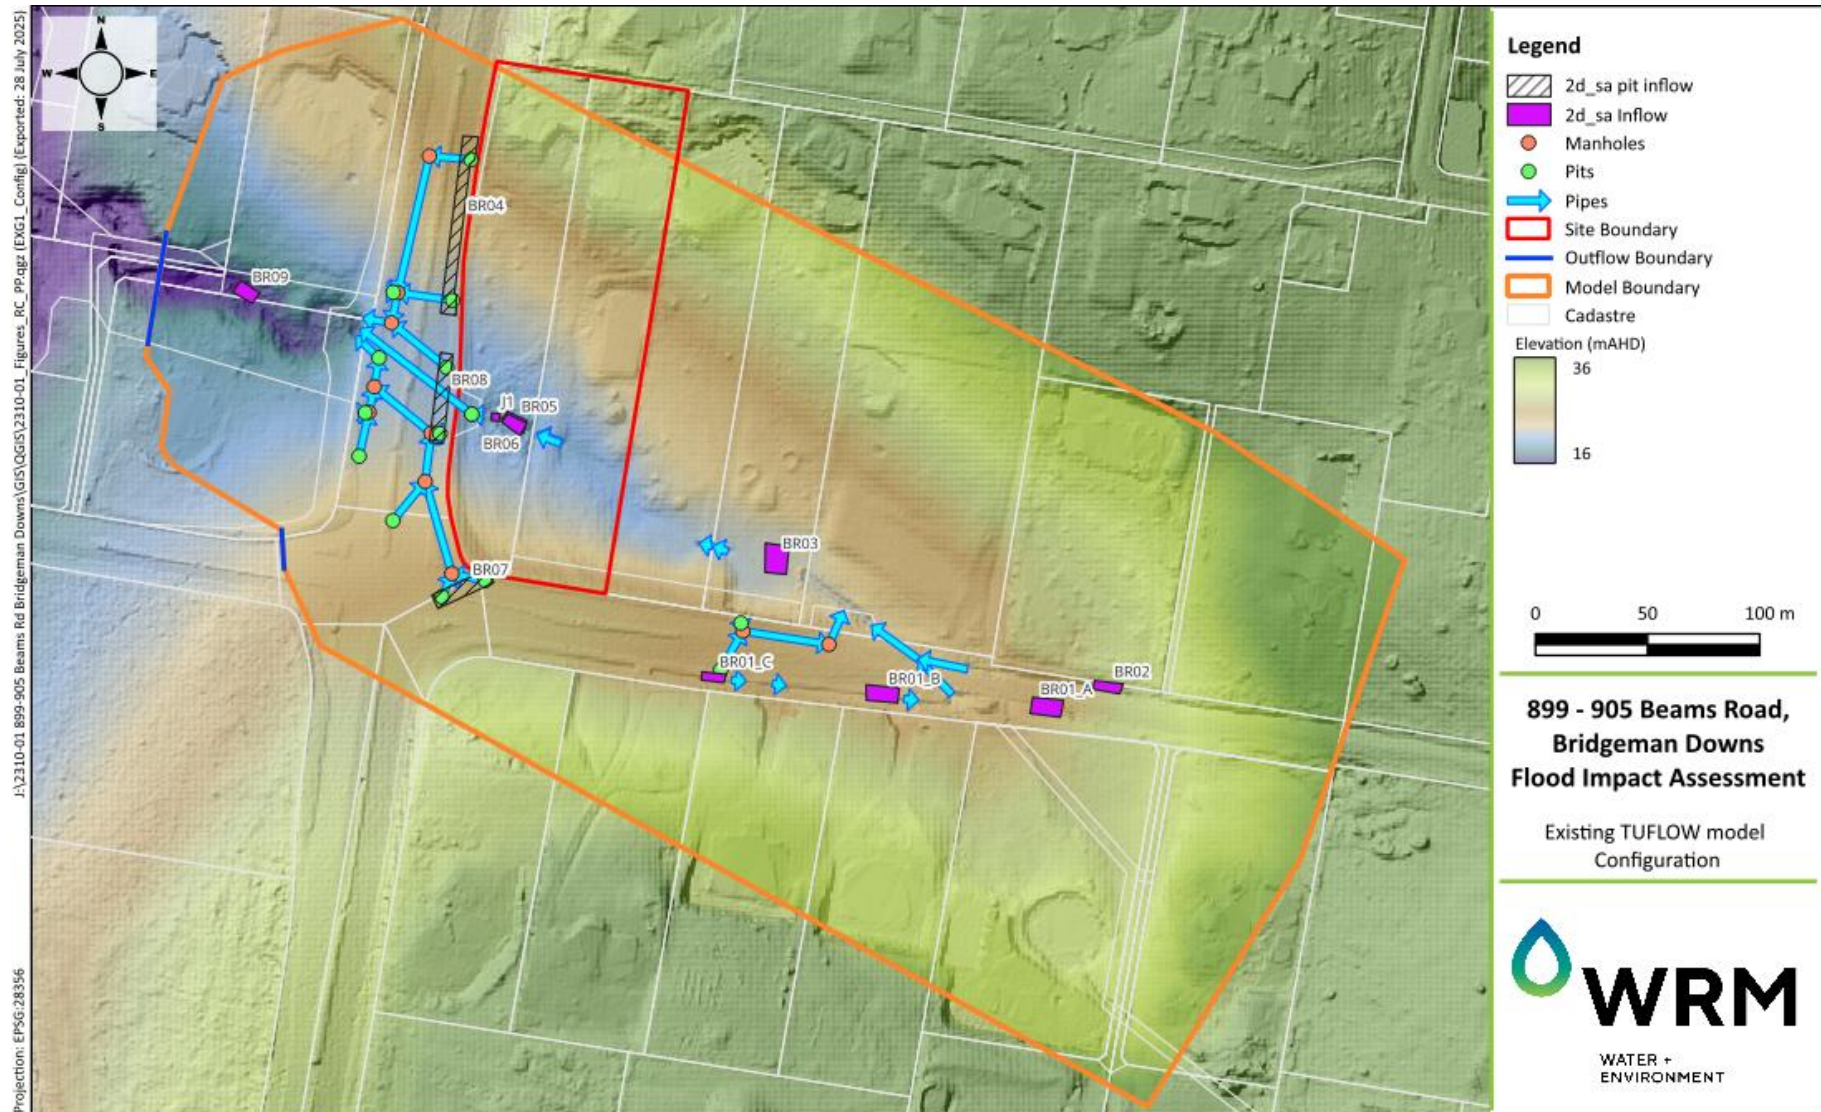 J:\2310-01 899-905 Beams Rd Bridgeman Downs\GIS\QGIS\2310-01_Figures_RC_PP.qgz (EXG1_Config) (Exported: 28 July 2025)
Projection: EPSG:28356
N
W
E
S
BR04
BR09
BR08
J1
BR05
BR06
BR03
BR07
BR01_C
BR01_B
BR01_A
BR02
Legend
2d_sa pit inflow
2d_sa Inflow
Manholes
Pits
Pipes
Site Boundary
Outflow Boundary
Model Boundary
Cadastre
Elevation (mAHD)
36
16
0 50 100 m
899 - 905 Beams Road,
Bridgeman Downs
Flood Impact Assessment
Existing TUFLOW model
Configuration
WRM
WATER +
ENVIRONMENT